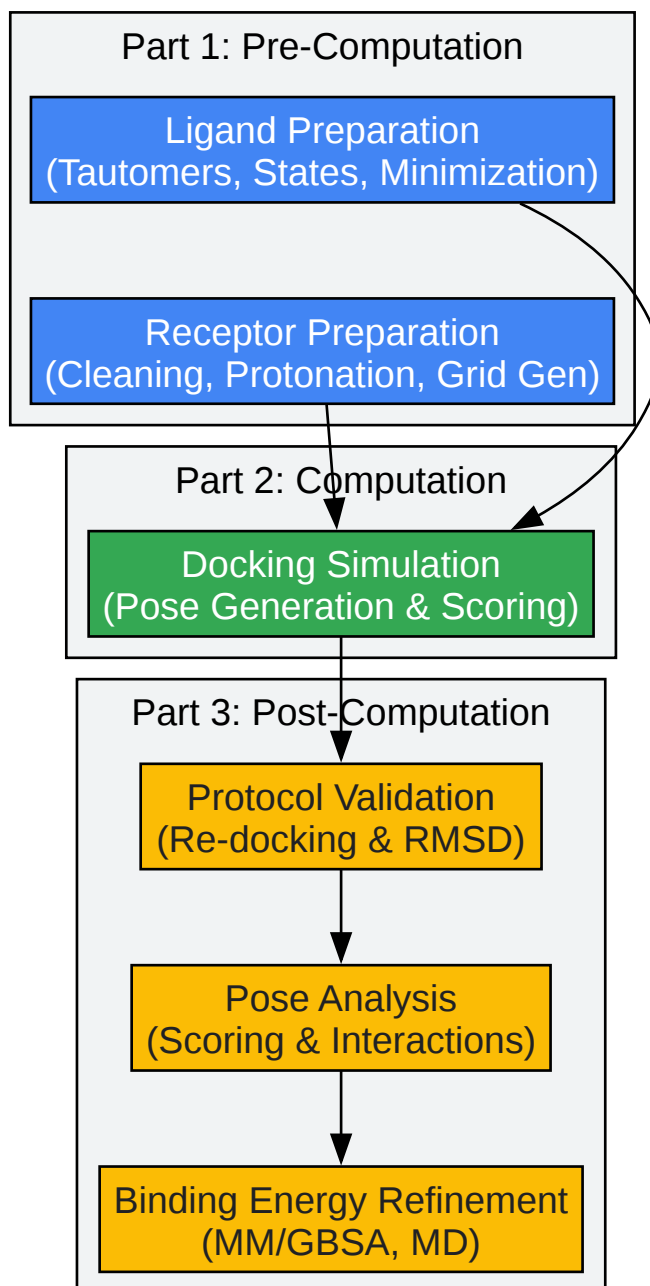 Part 1: Pre-Computation
Ligand Preparation
(Tautomers, States, Minimization)
Receptor Preparation
(Cleaning, Protonation, Grid Gen)
Part 2: Computation
Docking Simulation
(Pose Generation & Scoring)
Part 3: Post-Computation
Protocol Validation
(Re-docking & RMSD)
Pose Analysis
(Scoring & Interactions)
Binding Energy Refinement
(MM/GBSA, MD)